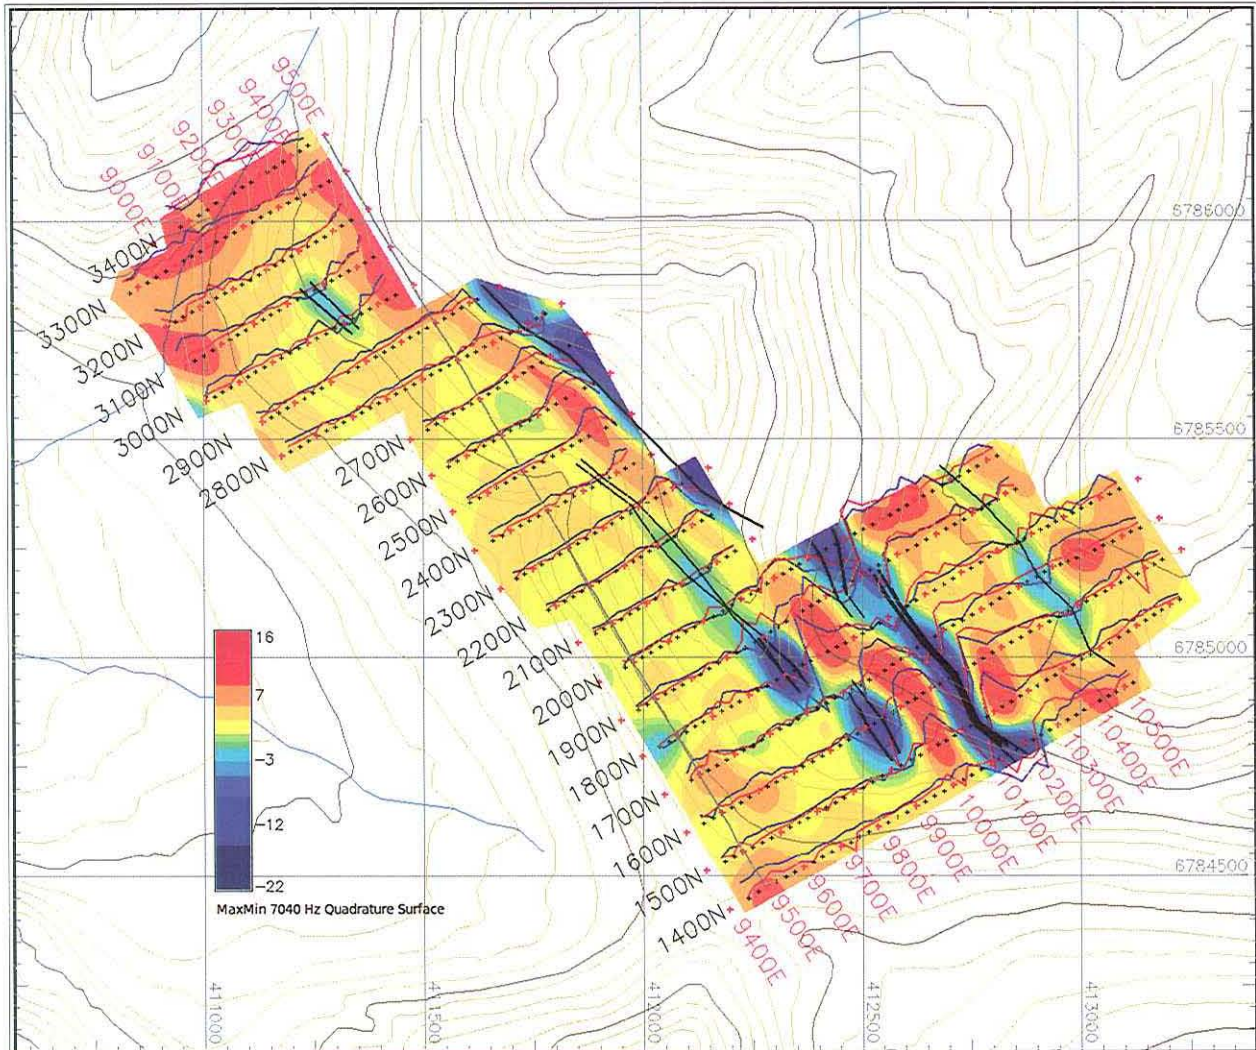 9500E
9400E
9300E
9200E
9100E
9000E
3400N
3300N
3200N
3100N
3000N
2900N
2800N
2700N
2600N
2500N
2400N
2300N
2200N
2100N
2000N
1900N
1800N
1700N
1600N
1500N
1400N
6786000
6785500
6785000
6784500
16
7
-3
-12
-22
MaxMin 7040 Hz Quadrature Surface
10500E
10400E
10300E
10200E
10100E
10000E
9900E
9800E
9700E
9600E
9500E
9400E
411000
411500
412000
412500
413000